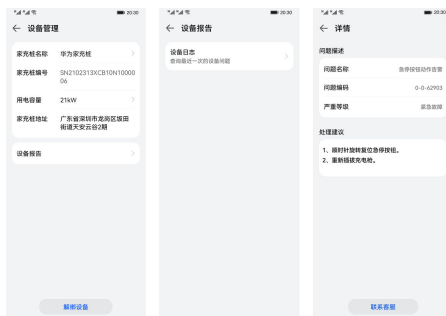 20:30
← 设备管理
家充桩名称 华为家充桩 >
家充桩编号 SN2102313XCB10N10000
06
用电容量 21kW >
家充桩地址 广东省深圳市龙岗区坂田
街道天安云谷2期
设备报告 >
解绑设备
20:30
← 设备报告
设备日志
查询最近一次的设备问题 >
20:30
← 详情
问题描述
问题名称 急停按钮动作告警
问题编码 0-0-62903
严重等级 紧急故障
处理建议
1、顺时针旋转复位急停按钮。
2、重新插拔充电枪。
联系客服